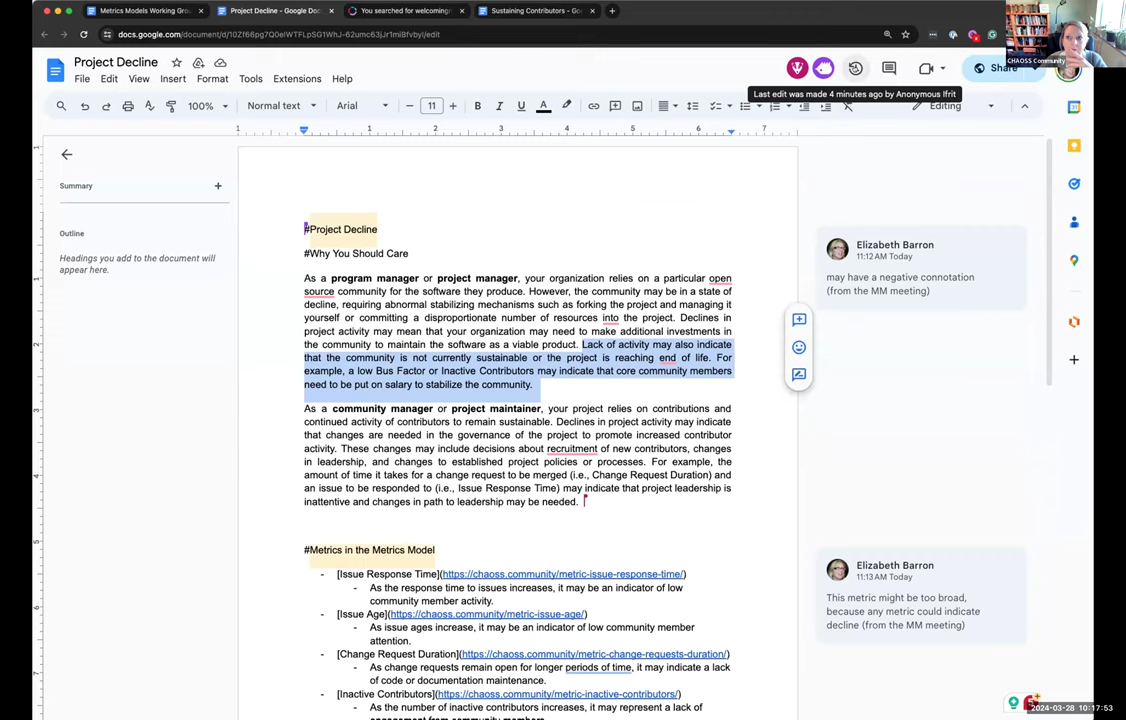 Metrics Models Working Gro
Project Decline - Google Doc
You searched for welcomingn
Sustaining Contributors - Go
docs.google.com/document/d/10Zf66pg7Q0elWTFLpSG1WhJ-62umc63jJr1mi8fvbyI/edit
Project Decline
File Edit View Insert Format Tools Extensions Help
Share
CHAOSS Community
Last edit was made 4 minutes ago by Anonymous Ifrit
100% Normal text Arial 11 Editing
1 1 2 3 4 5 6 7
Summary
Outline
Headings you add to the document will
appear here.
#Project Decline
#Why You Should Care
As a program manager or project manager, your organization relies on a particular open
source community for the software they produce. However, the community may be in a state of
decline, requiring abnormal stabilizing mechanisms such as forking the project and managing it
yourself or committing a disproportionate number of resources into the project. Declines in
project activity may mean that your organization may need to make additional investments in
the community to maintain the software as a viable product. Lack of activity may also indicate
that the community is not currently sustainable or the project is reaching end of life. For
example, a low Bus Factor or Inactive Contributors may indicate that core community members
need to be put on salary to stabilize the community.
As a community manager or project maintainer, your project relies on contributions and
continued activity of contributors to remain sustainable. Declines in project activity may indicate
that changes are needed in the governance of the project to promote increased contributor
activity. These changes may include decisions about recruitment of new contributors, changes
in leadership, and changes to established project policies or processes. For example, the
amount of time it takes for a change request to be merged (i.e., Change Request Duration) and
an issue to be responded to (i.e., Issue Response Time) may indicate that project leadership is
inattentive and changes in path to leadership may be needed.
#Metrics in the Metrics Model
- [Issue Response Time](https://chaoss.community/metric-issue-response-time/)
- As the response time to issues increases, it may be an indicator of low
community member activity.
- [Issue Age](https://chaoss.community/metric-issue-age/)
- As issue ages increase, it may be an indicator of low community member
attention.
- [Change Request Duration](https://chaoss.community/metric-change-requests-duration/)
- As change requests remain open for longer periods of time, it may indicate a lack
of code or documentation maintenance.
- [Inactive Contributors](https://chaoss.community/metric-inactive-contributors/)
- As the number of inactive contributors increases, it may represent a lack of
engagement from community members
Elizabeth Barron
11:12 AM Today
may have a negative connotation
(from the MM meeting)
Elizabeth Barron
11:13 AM Today
This metric might be too broad,
because any metric could indicate
decline (from the MM meeting)
2024-03-28 10:17:53